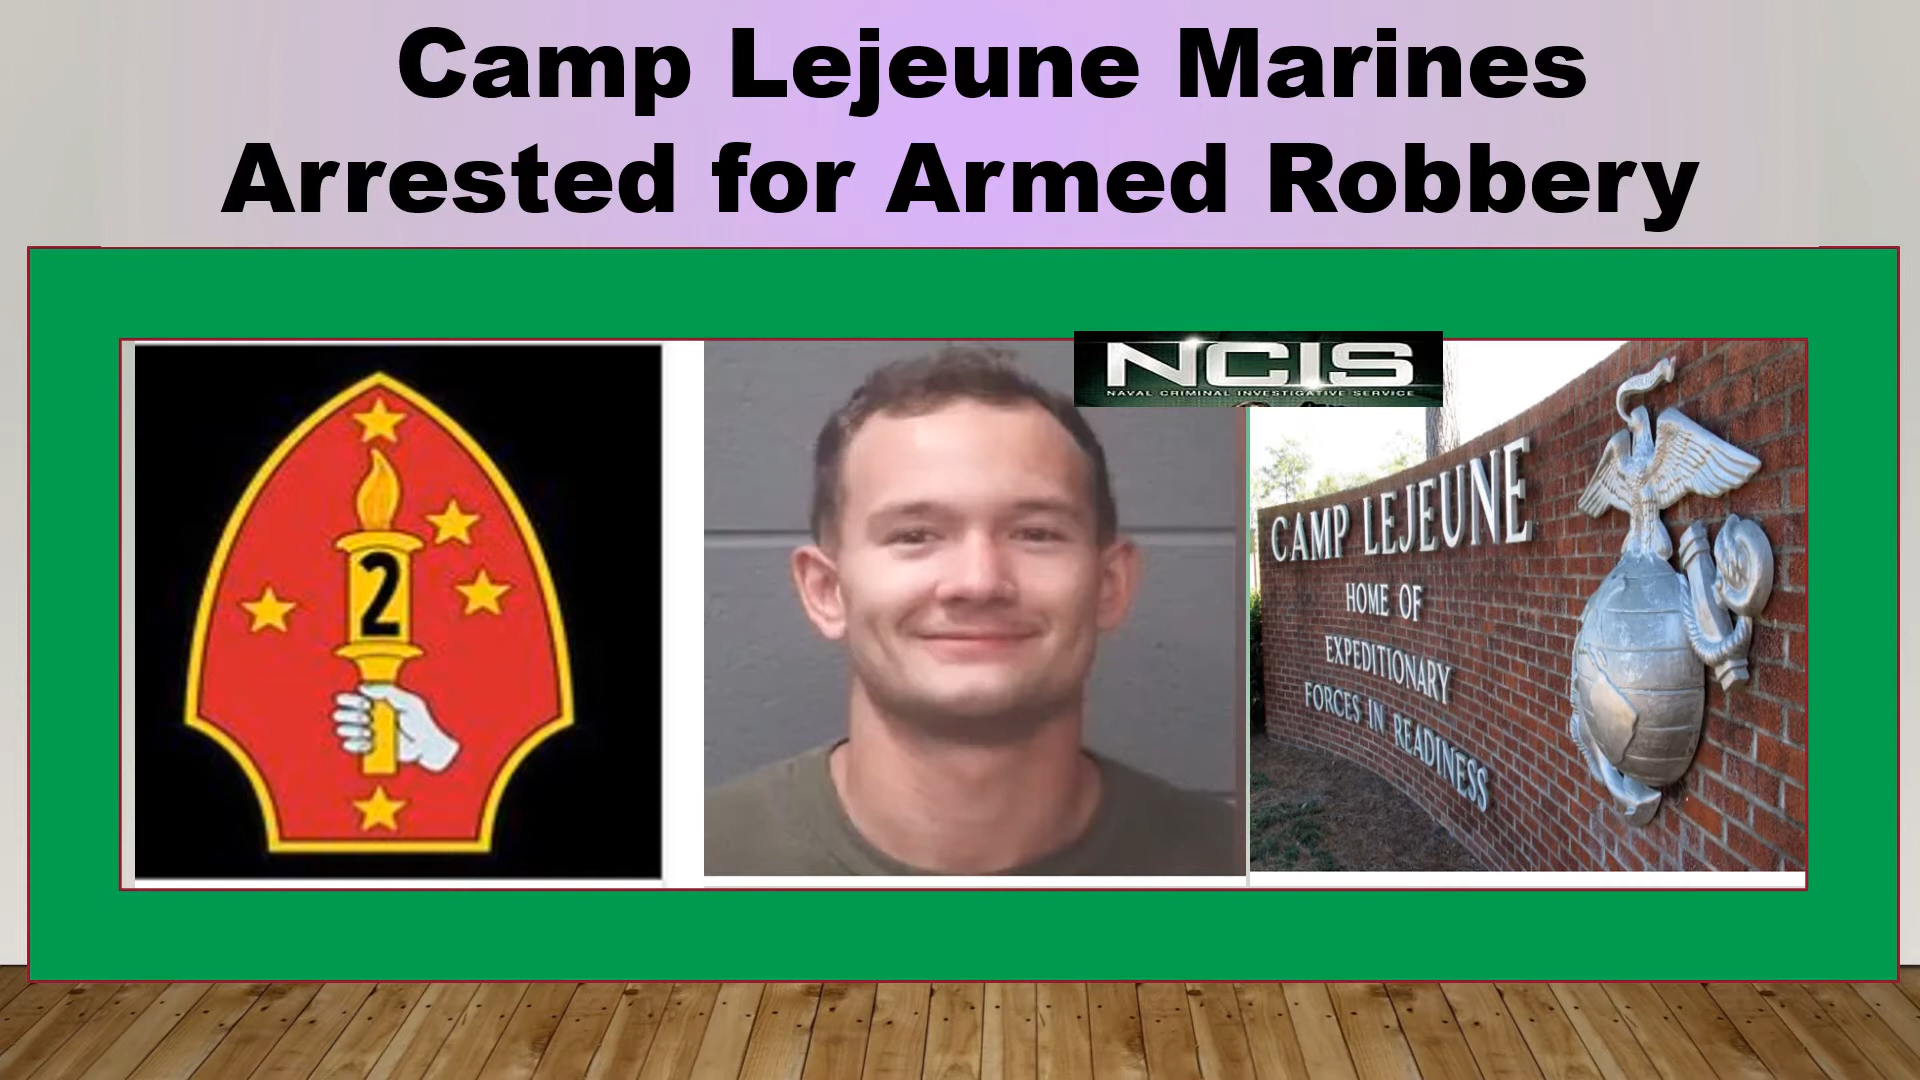 Camp Lejeune Marines
Arrested for Armed Robbery
NCIS
NAVAL CRIMINAL INVESTIGATIVE SERVICE
2
CAMP LEJEUNE
HOME OF
EXPEDITIONARY
FORCES IN READINESS